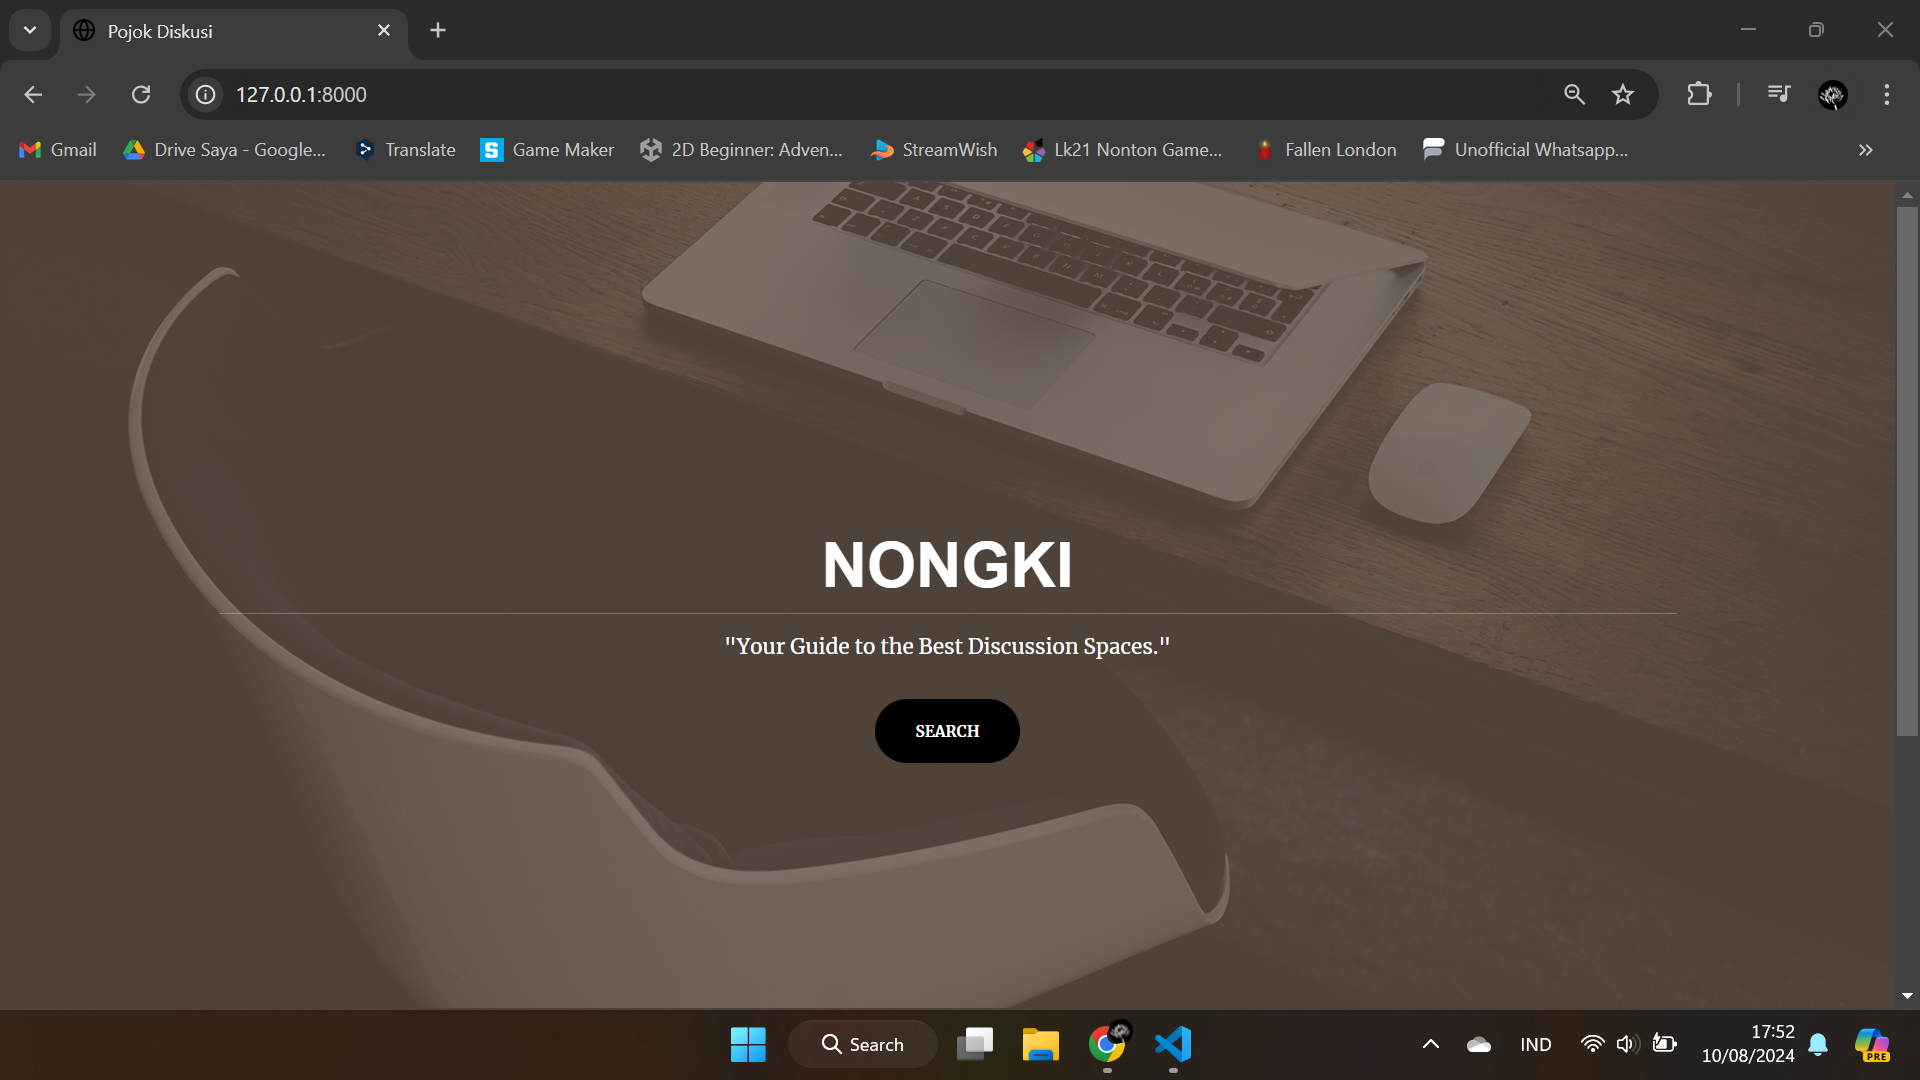 Pojok Diskusi
127.0.0.1:8000
Gmail
Drive Saya - Google...
Translate
S
Game Maker
2D Beginner: Adven...
StreamWish
Lk21 Nonton Game...
Fallen London
Unofficial Whatsapp...
NONGKI
"Your Guide to the Best Discussion Spaces."
SEARCH
Search
IND
17:52
10/08/2024
PRE